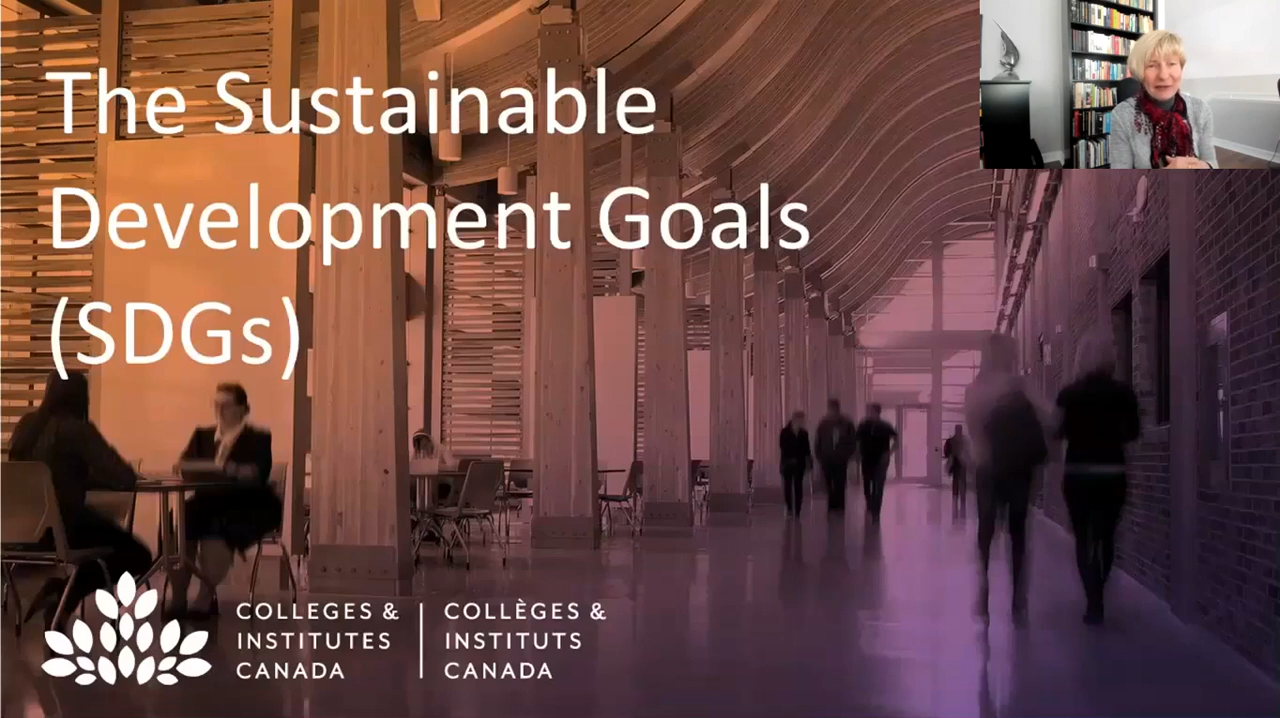 The Sustainable
Development Goals
(SDGs)
COLLEGES &
INSTITUTES
CANADA
COLLÈGES &
INSTITUTS
CANADA